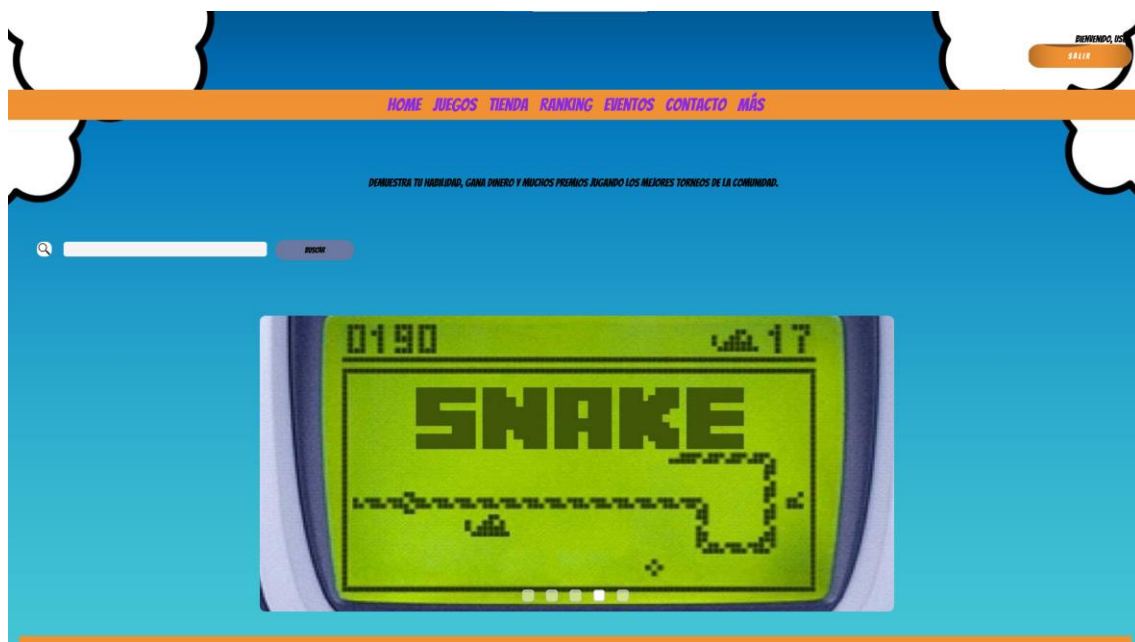 BIENVENIDO, US
SALIR
HOME JUEGOS TIENDA RANKING EVENTOS CONTACTO MÁS
DEMUESTRA TU HABILIDAD, GANA DINERO Y MUCHOS PREMIOS JUGANDO LOS MEJORES TORNEOS DE LA COMUNIDAD.
BUSCAR
0190 17
SNAKE